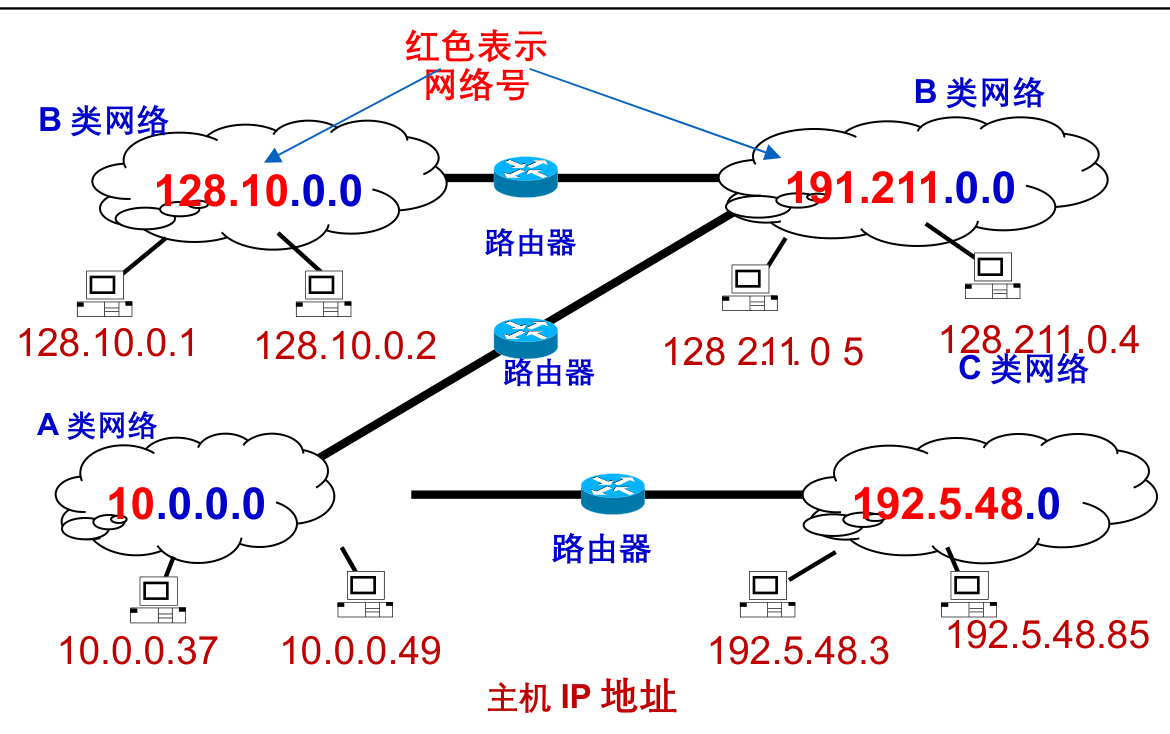 红色表示
网络号
B 类网络
B 类网络
128.10.0.0
191.211.0.0
路由器
128.10.0.1
128.10.0.2
128 211. 0 5
128.211.0.4
路由器
C 类网络
A 类网络
10.0.0.0
192.5.48.0
路由器
10.0.0.37
10.0.0.49
192.5.48.3
192.5.48.85
主机 IP 地址